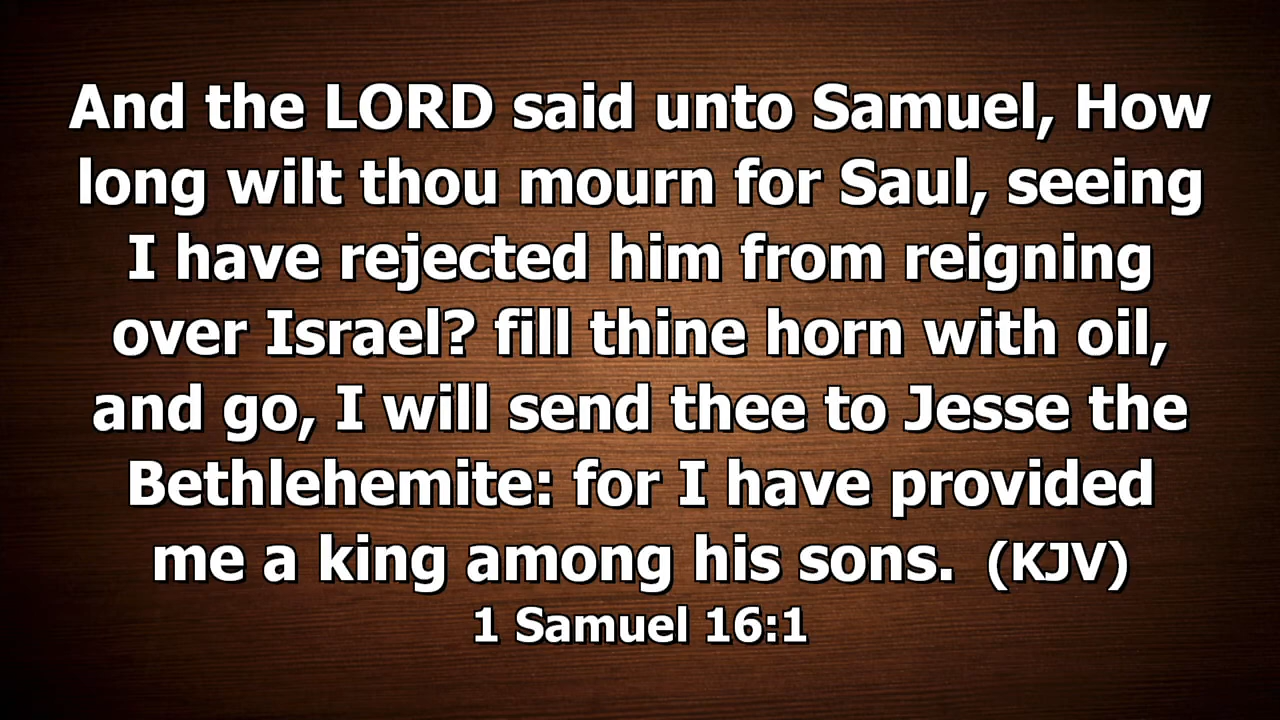 And the LORD said unto Samuel, How
long wilt thou mourn for Saul, seeing
I have rejected him from reigning
over Israel? fill thine horn with oil,
and go, I will send thee to Jesse the
Bethlehemite: for I have provided
me a king among his sons. (KJV)
1 Samuel 16:1